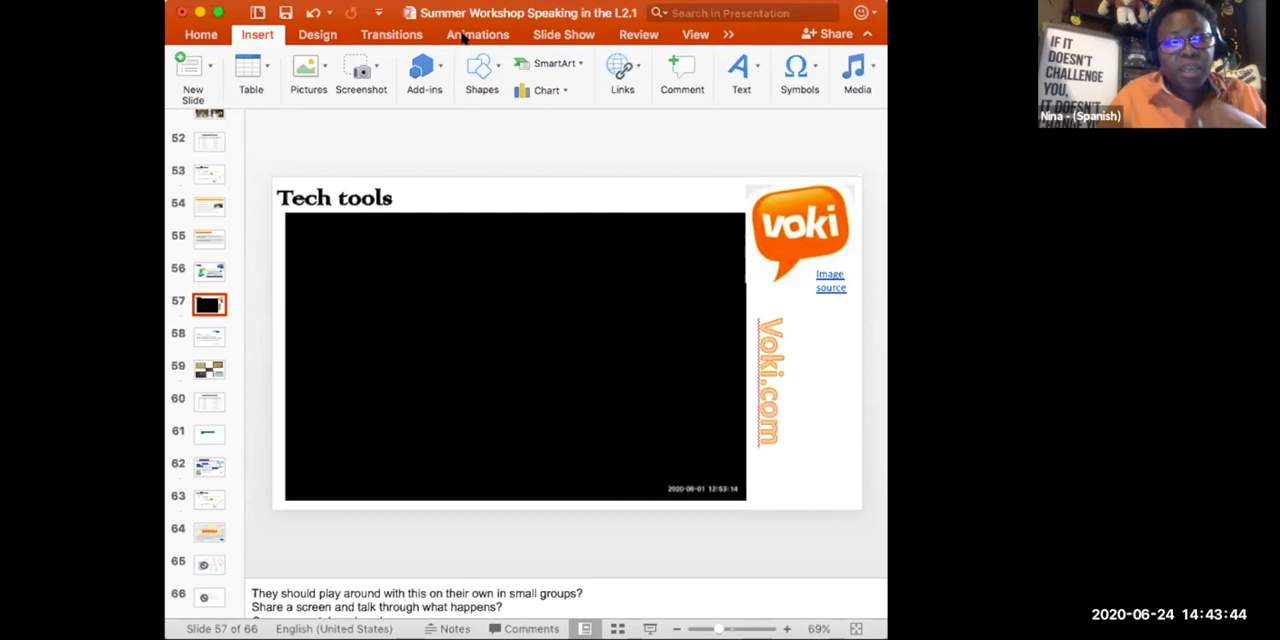 Summer Workshop Speaking in the L2.1
Search in Presentation
Home Insert Design Transitions Animations Slide Show Review View >> Share
New
Slide
Table
Pictures
Screenshot
Add-ins
Shapes
SmartArt
Chart
Links
Comment
Text
Symbols
Media
52
53
54
55
56
57
58
59
60
61
62
63
64
65
66
Tech tools
voki
Image
source
Voki.com
2020-06-01 12:53:14
They should play around with this on their own in small groups?
Share a screen and talk through what happens?
Slide 57 of 66 English (United States) Notes Comments 69%
IF IT
DOESN'T
CHALLENGE
YOU,
IT DOESN'T
Nina - (Spanish)
2020-06-24 14:43:44